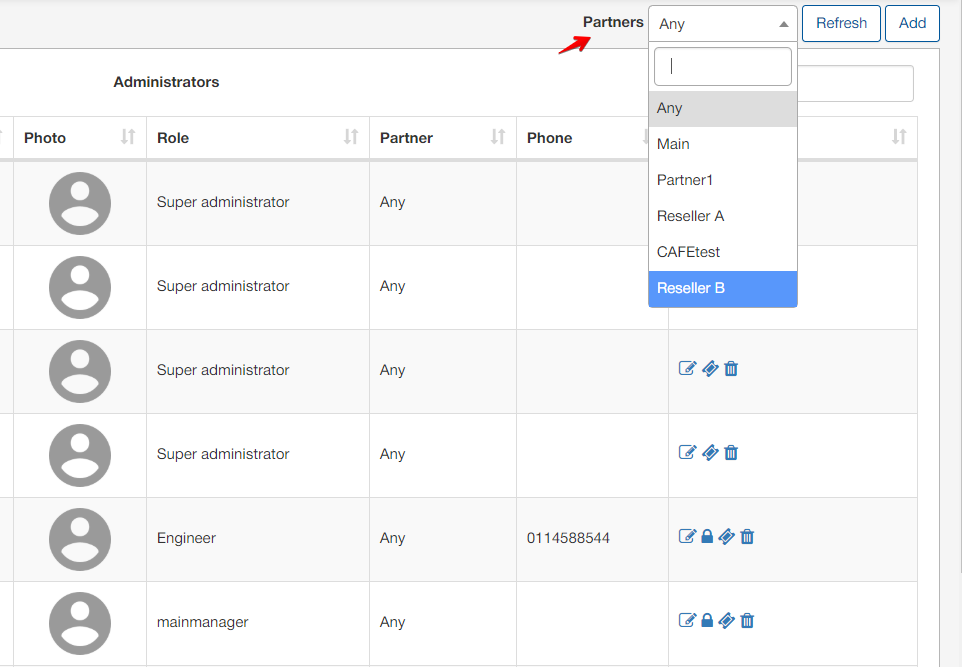 Partners Any Refresh Add
Administrators
Any
Photo Role Partner Phone
Main
Partner1
Super administrator Any
Reseller A
CAFEtest
Super administrator Any
Reseller B
Super administrator Any
Super administrator Any
Engineer Any 0114588544
mainmanager Any